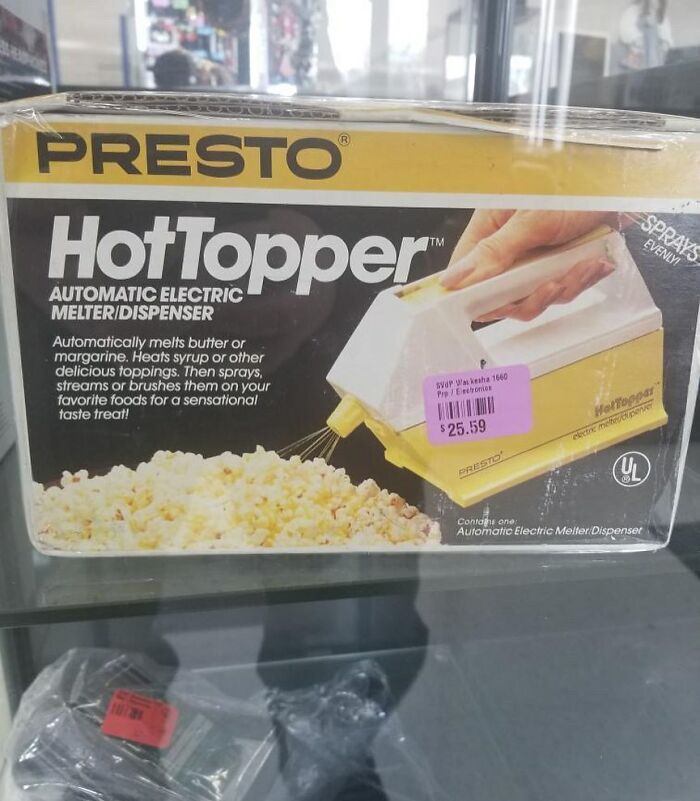 PRESTO®
HotTopper™
AUTOMATIC ELECTRIC
MELTER/DISPENSER
Automatically melts butter or
margarine. Heats syrup or other
delicious toppings. Then sprays,
streams or brushes them on your
favorite foods for a sensational
taste treat!
SPRAYS
EVENLY!
SVdP Waukesha 1660
Prp / Electronics
$25.59
HotTopper™
electric melter/dispenser
PRESTO®
UL
®
Contains one:
Automatic Electric Melter/Dispenser